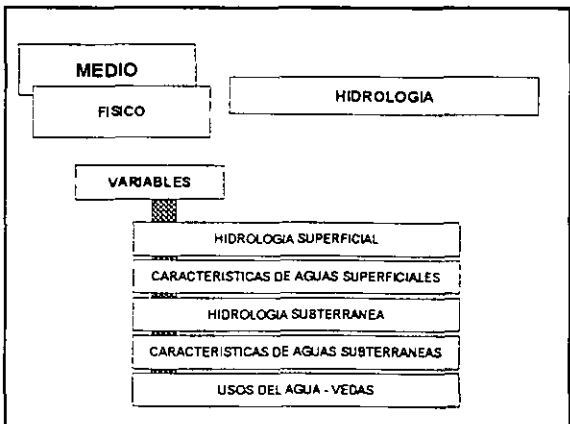 MEDIO
FISICO
HIDROLOGIA
VARIABLES
HIDROLOGIA SUPERFICIAL
CARACTERISTICAS DE AGUAS SUPERFICIALES
HIDROLOGIA SUBTERRANEA
CARACTERISTICAS DE AGUAS SUBTERRANEAS
USOS DEL AGUA - VEDAS